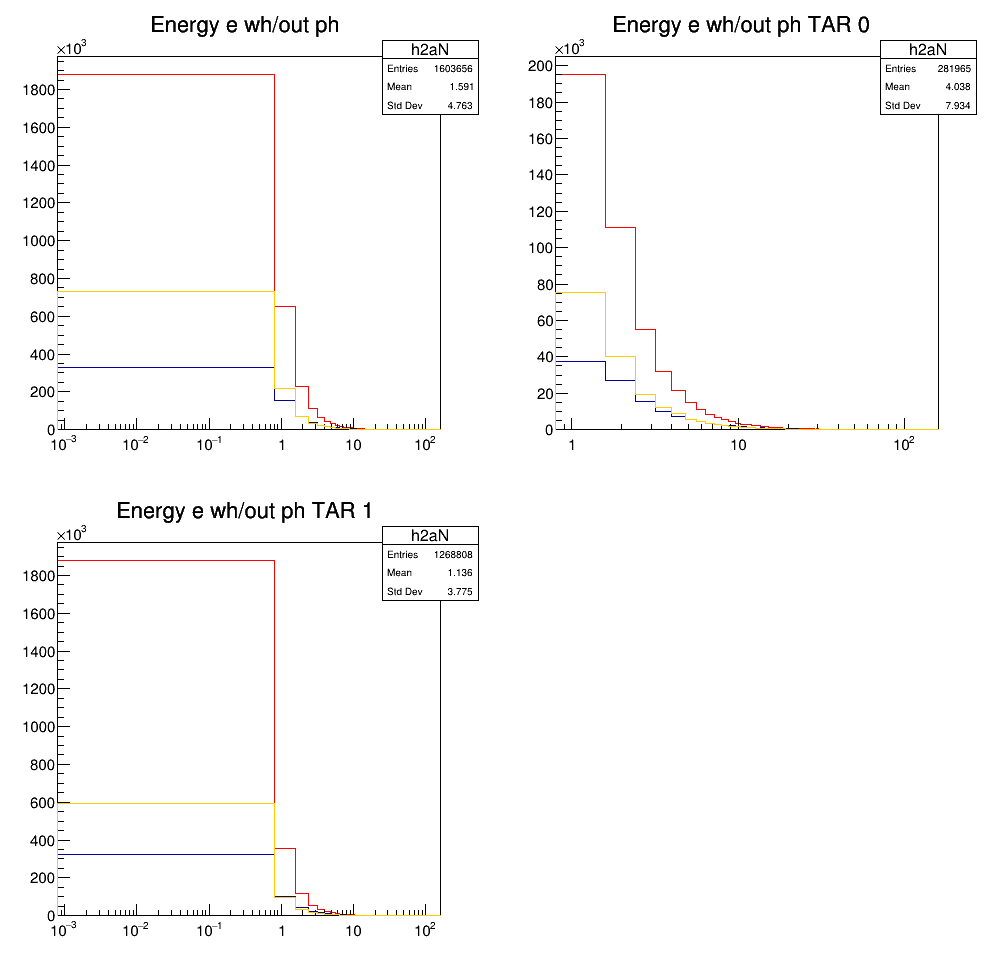 Energy e wh/out ph
×10³
h2aN
Entries 1603656
Mean 1.591
Std Dev 4.763
1800
1600
1400
1200
1000
800
600
400
200
0
10⁻³ 10⁻² 10⁻¹ 1 10 10²
Energy e wh/out ph TAR 0
×10³
h2aN
Entries 281965
Mean 4.038
Std Dev 7.934
200
180
160
140
120
100
80
60
40
20
0
1 10 10²
Energy e wh/out ph TAR 1
×10³
h2aN
Entries 1268808
Mean 1.136
Std Dev 3.775
1800
1600
1400
1200
1000
800
600
400
200
0
10⁻³ 10⁻² 10⁻¹ 1 10 10²